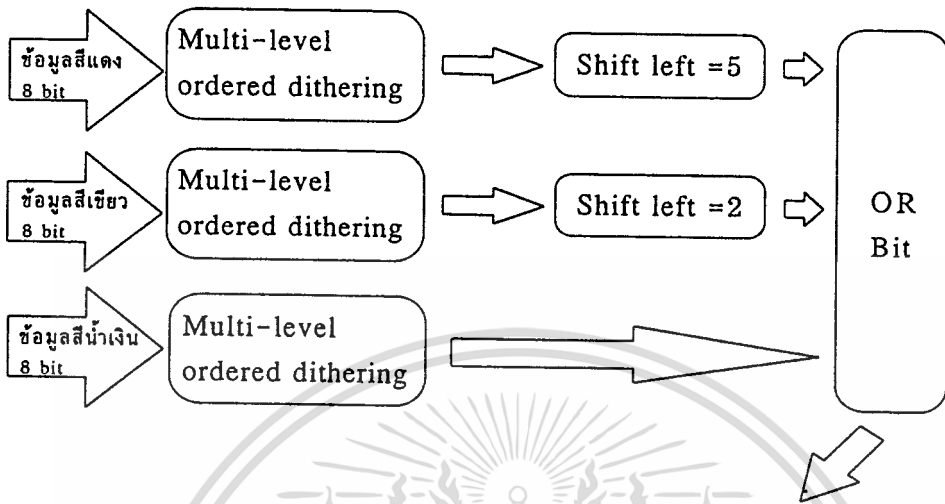 ข้อมูลสีแดง
8 bit
Multi-level
ordered dithering
Shift left =5
ข้อมูลสีเขียว
8 bit
Multi-level
ordered dithering
Shift left =2
OR
Bit
ข้อมูลสีน้ำเงิน
8 bit
Multi-level
ordered dithering